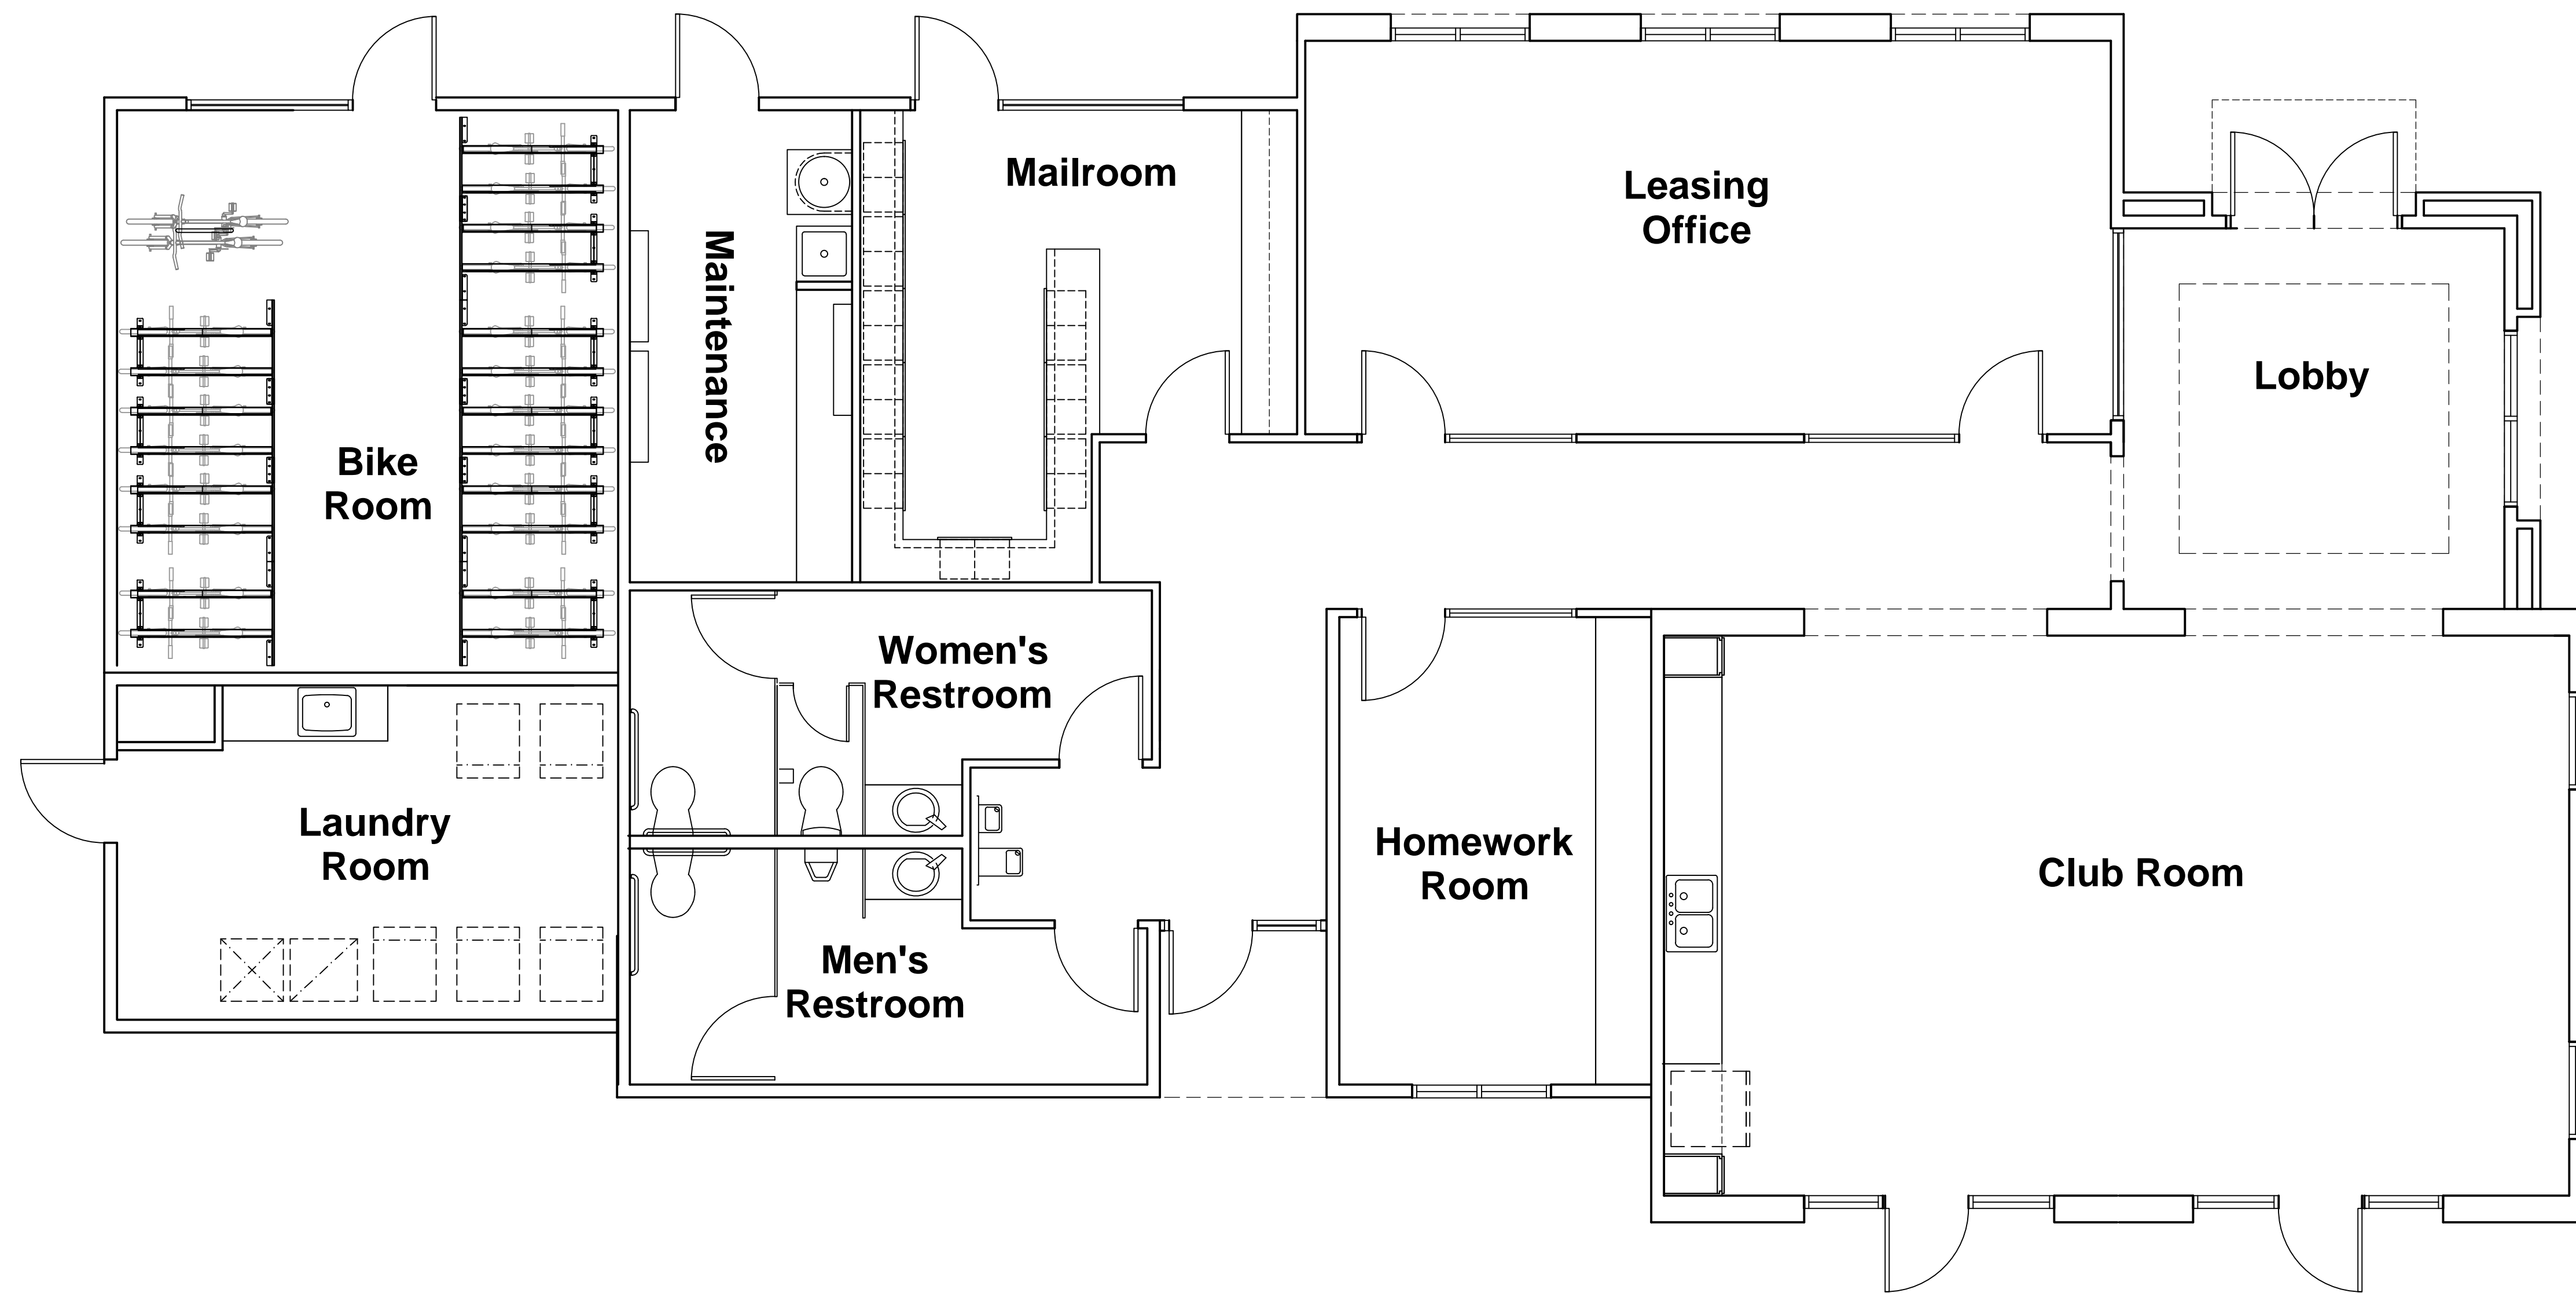 Mailroom
Leasing
Office
Maintenance
Lobby
Bike
Room
Women's
Restroom
Laundry
Room
Homework
Room
Club Room
Men's
Restroom